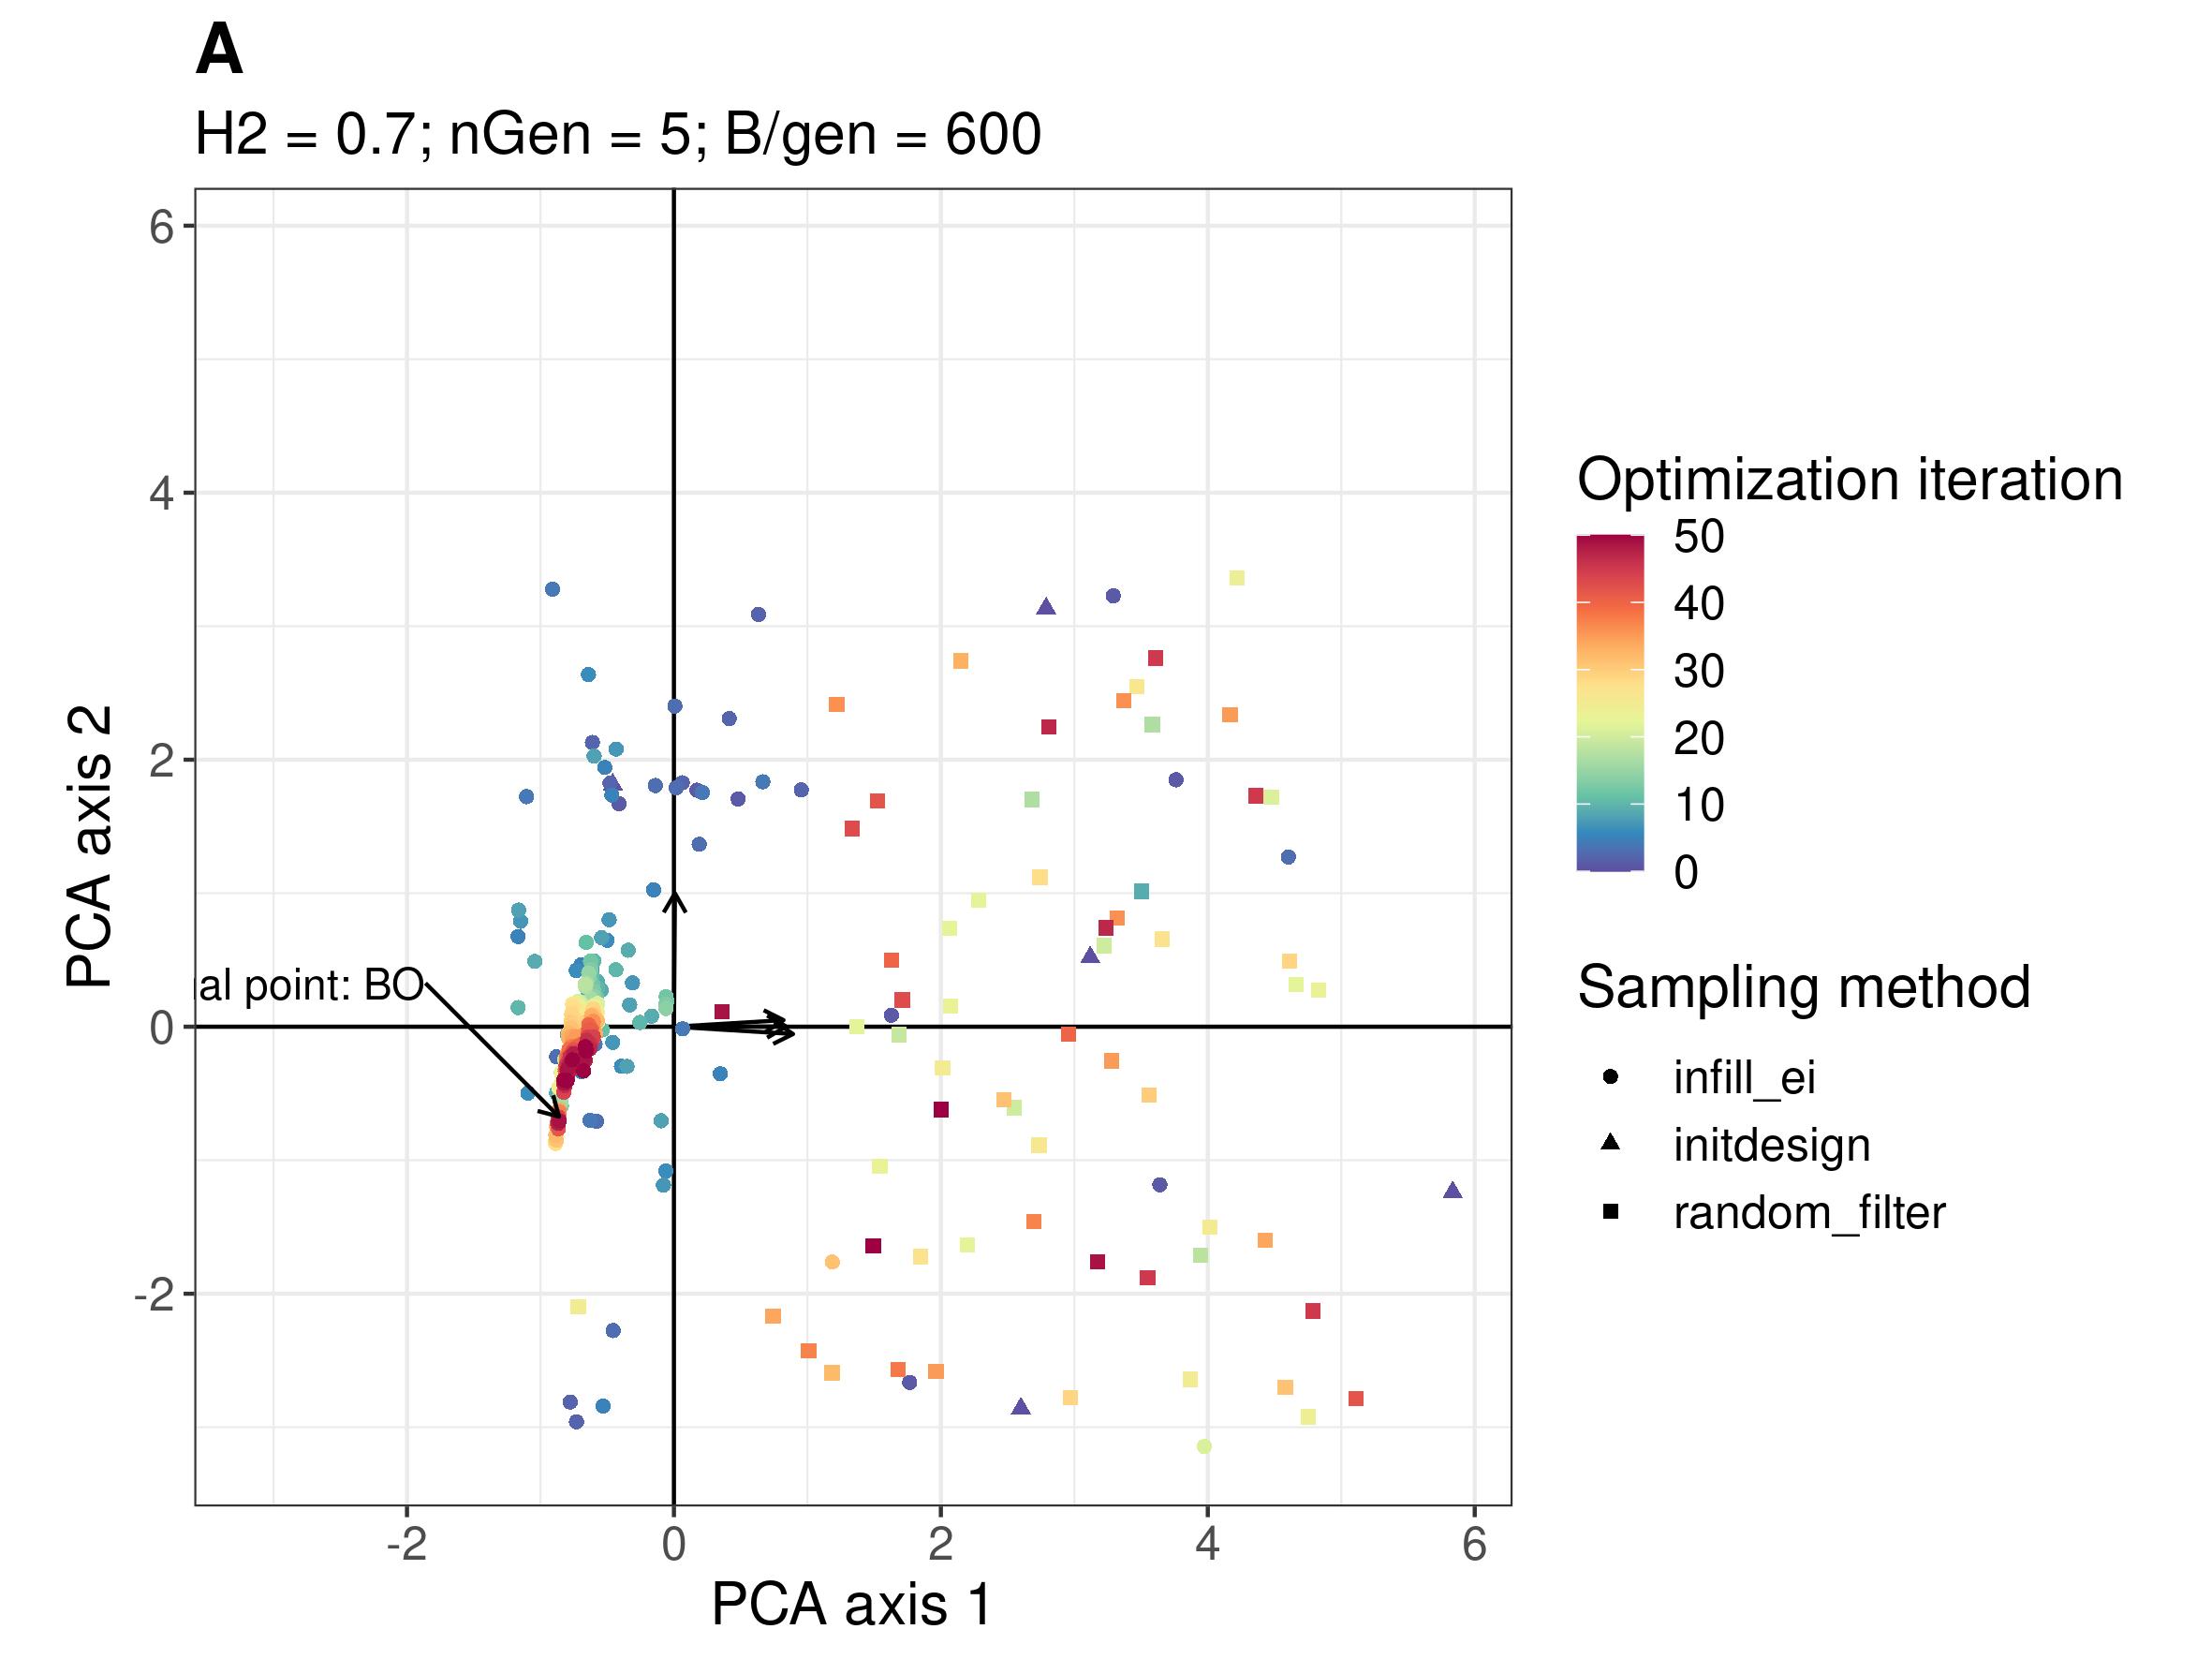 A
H2 = 0.7; nGen = 5; B/gen = 600
6
4
2
0
-2
PCA axis 2
al point: BO
-2
0
2
4
6
PCA axis 1
Optimization iteration
50
40
30
20
10
0
Sampling method
infill_ei
initdesign
random_filter